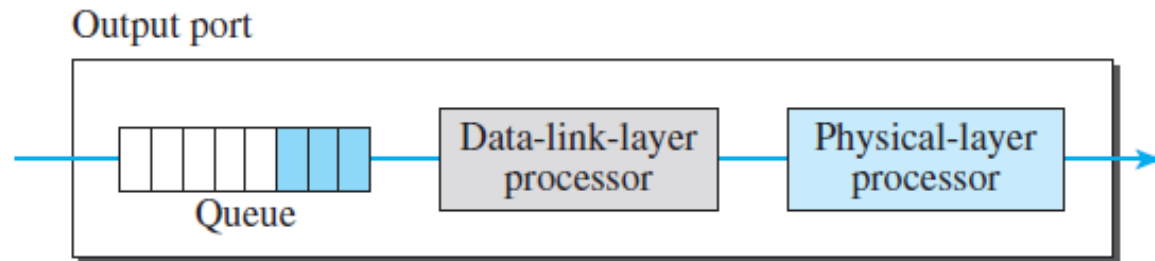 Output port
Queue
Data-link-layer
processor
Physical-layer
processor